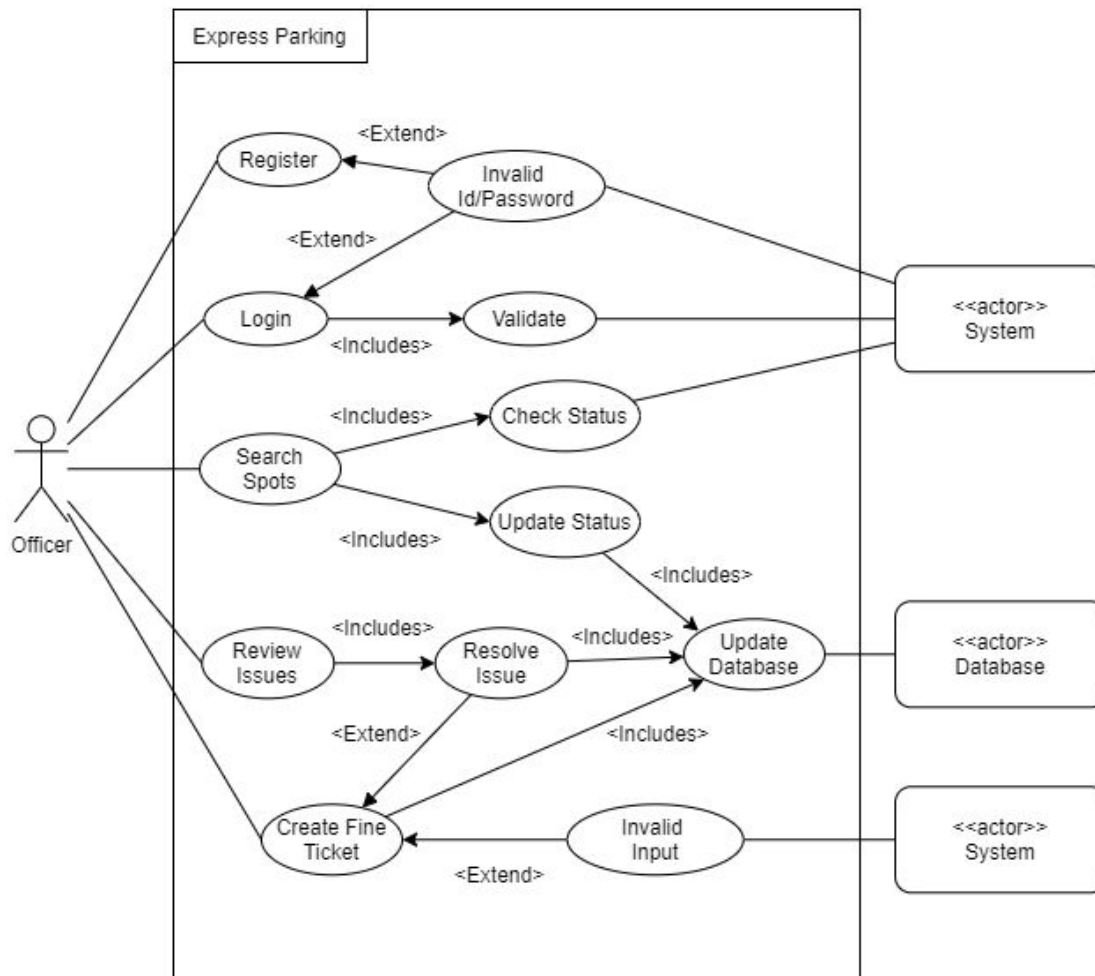 Express Parking
<Extend>
Register
Invalid
Id/Password
<Extend>
<<actor>>
System
Login
Validate
<Includes>
<Includes>
Check Status
Search
Spots
Update Status
Officer
<Includes>
<Includes>
<Includes>
<Includes>
Review
Issues
Resolve
Issue
Update
Database
<<actor>>
Database
<Extend>
<Includes>
Create Fine
Ticket
Invalid
Input
<<actor>>
System
<Extend>